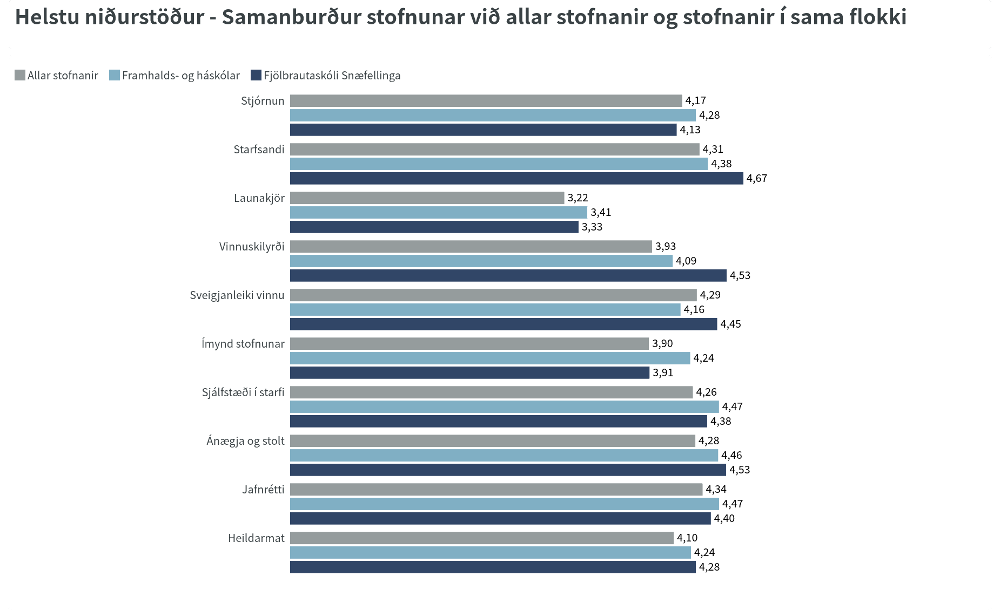 Helstu niðurstöður - Samanburður stofnunar við allar stofnanir og stofnanir í sama flokki
Allar stofnanir Framhalds- og háskólar Fjölbrautaskóli Snæfellinga
Stjórnun 4,17
4,28
4,13
Starfsandi 4,31
4,38
4,67
Launakjör 3,22
3,41
3,33
Vinnuskilyrði 3,93
4,09
4,53
Sveigjanleiki vinnu 4,29
4,16
4,45
Ímynd stofnunar 3,90
4,24
3,91
Sjálfstæði í starfi 4,26
4,47
4,38
Ánægja og stolt 4,28
4,46
4,53
Jafnrétti 4,34
4,47
4,40
Heildarmat 4,10
4,24
4,28